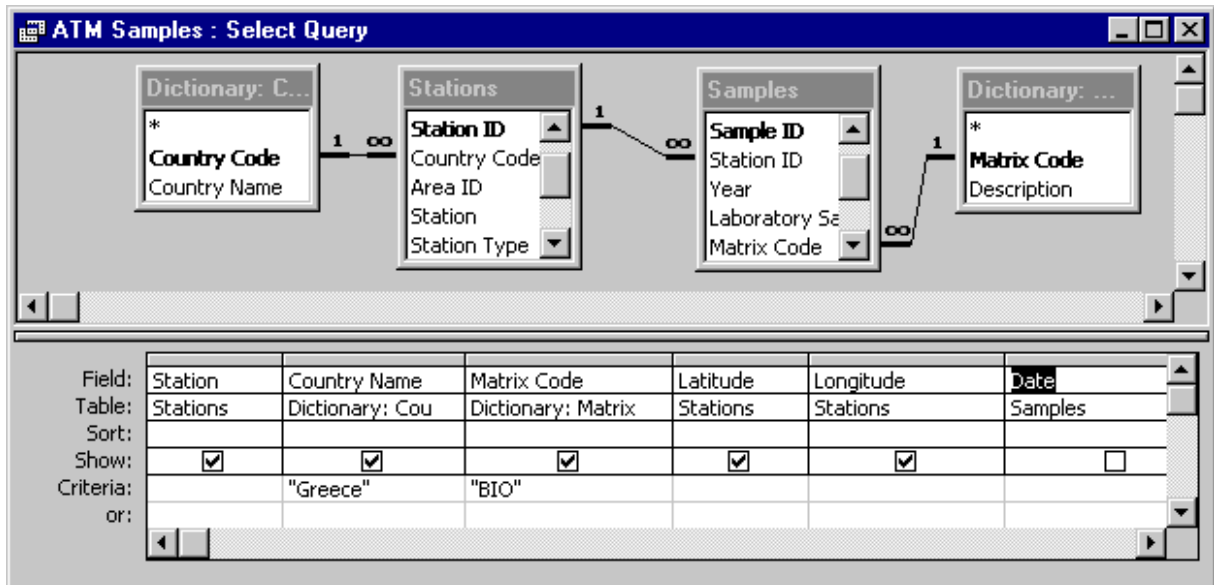 ATM Samples : Select Query
Dictionary: C...
*
Country Code
Country Name
1 ∞
Stations
Station ID
Country Code
Area ID
Station
Station Type
1 ∞
Samples
Sample ID
Station ID
Year
Laboratory Sa
Matrix Code
1 ∞
Dictionary: ...
*
Matrix Code
Description
Field: Station Country Name Matrix Code Latitude Longitude Date
Table: Stations Dictionary: Cou Dictionary: Matrix Stations Stations Samples
Sort:
Show:
Criteria: "Greece" "BIO"
or: